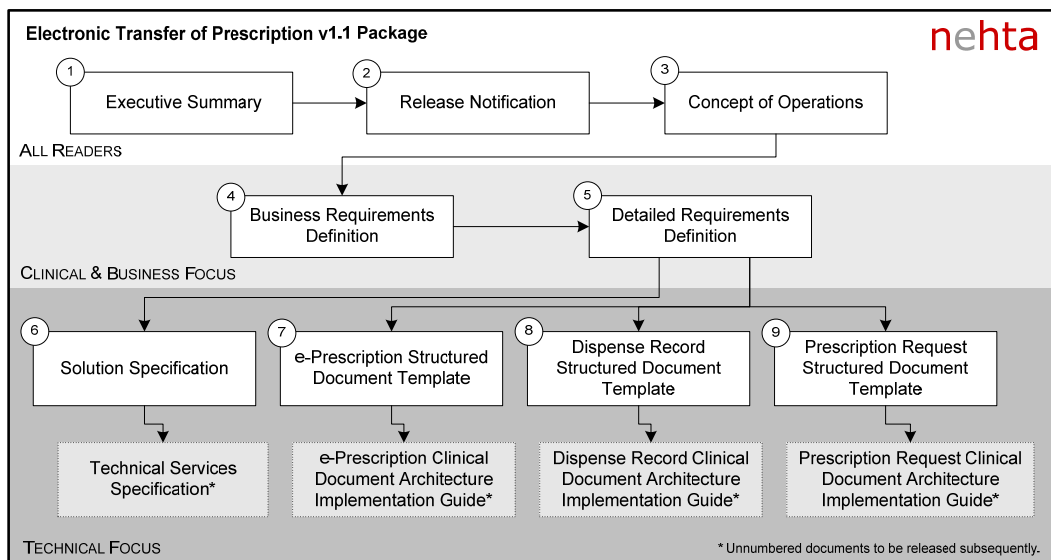 Electronic Transfer of Prescription v1.1 Package
nehta
1
Executive Summary
2
Release Notification
3
Concept of Operations
ALL READERS
4
Business Requirements
Definition
5
Detailed Requirements
Definition
CLINICAL & BUSINESS FOCUS
6
Solution Specification
7
e-Prescription Structured
Document Template
8
Dispense Record
Structured Document
Template
9
Prescription Request
Structured Document
Template
Technical Services
Specification*
e-Prescription Clinical
Document Architecture
Implementation Guide*
Dispense Record Clinical
Document Architecture
Implementation Guide*
Prescription Request Clinical
Document Architecture
Implementation Guide*
TECHNICAL FOCUS
* Unnumbered documents to be released subsequently.